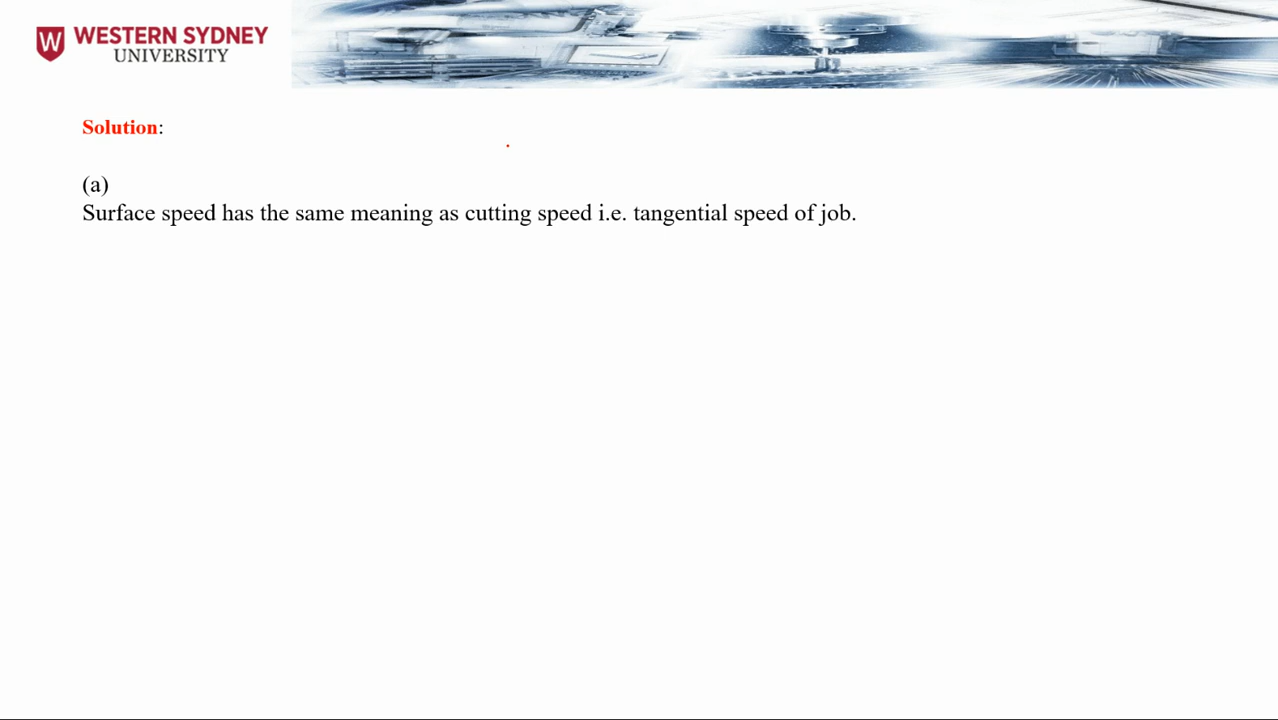 WESTERN SYDNEY
UNIVERSITY
Solution:
(a)
Surface speed has the same meaning as cutting speed i.e. tangential speed of job.